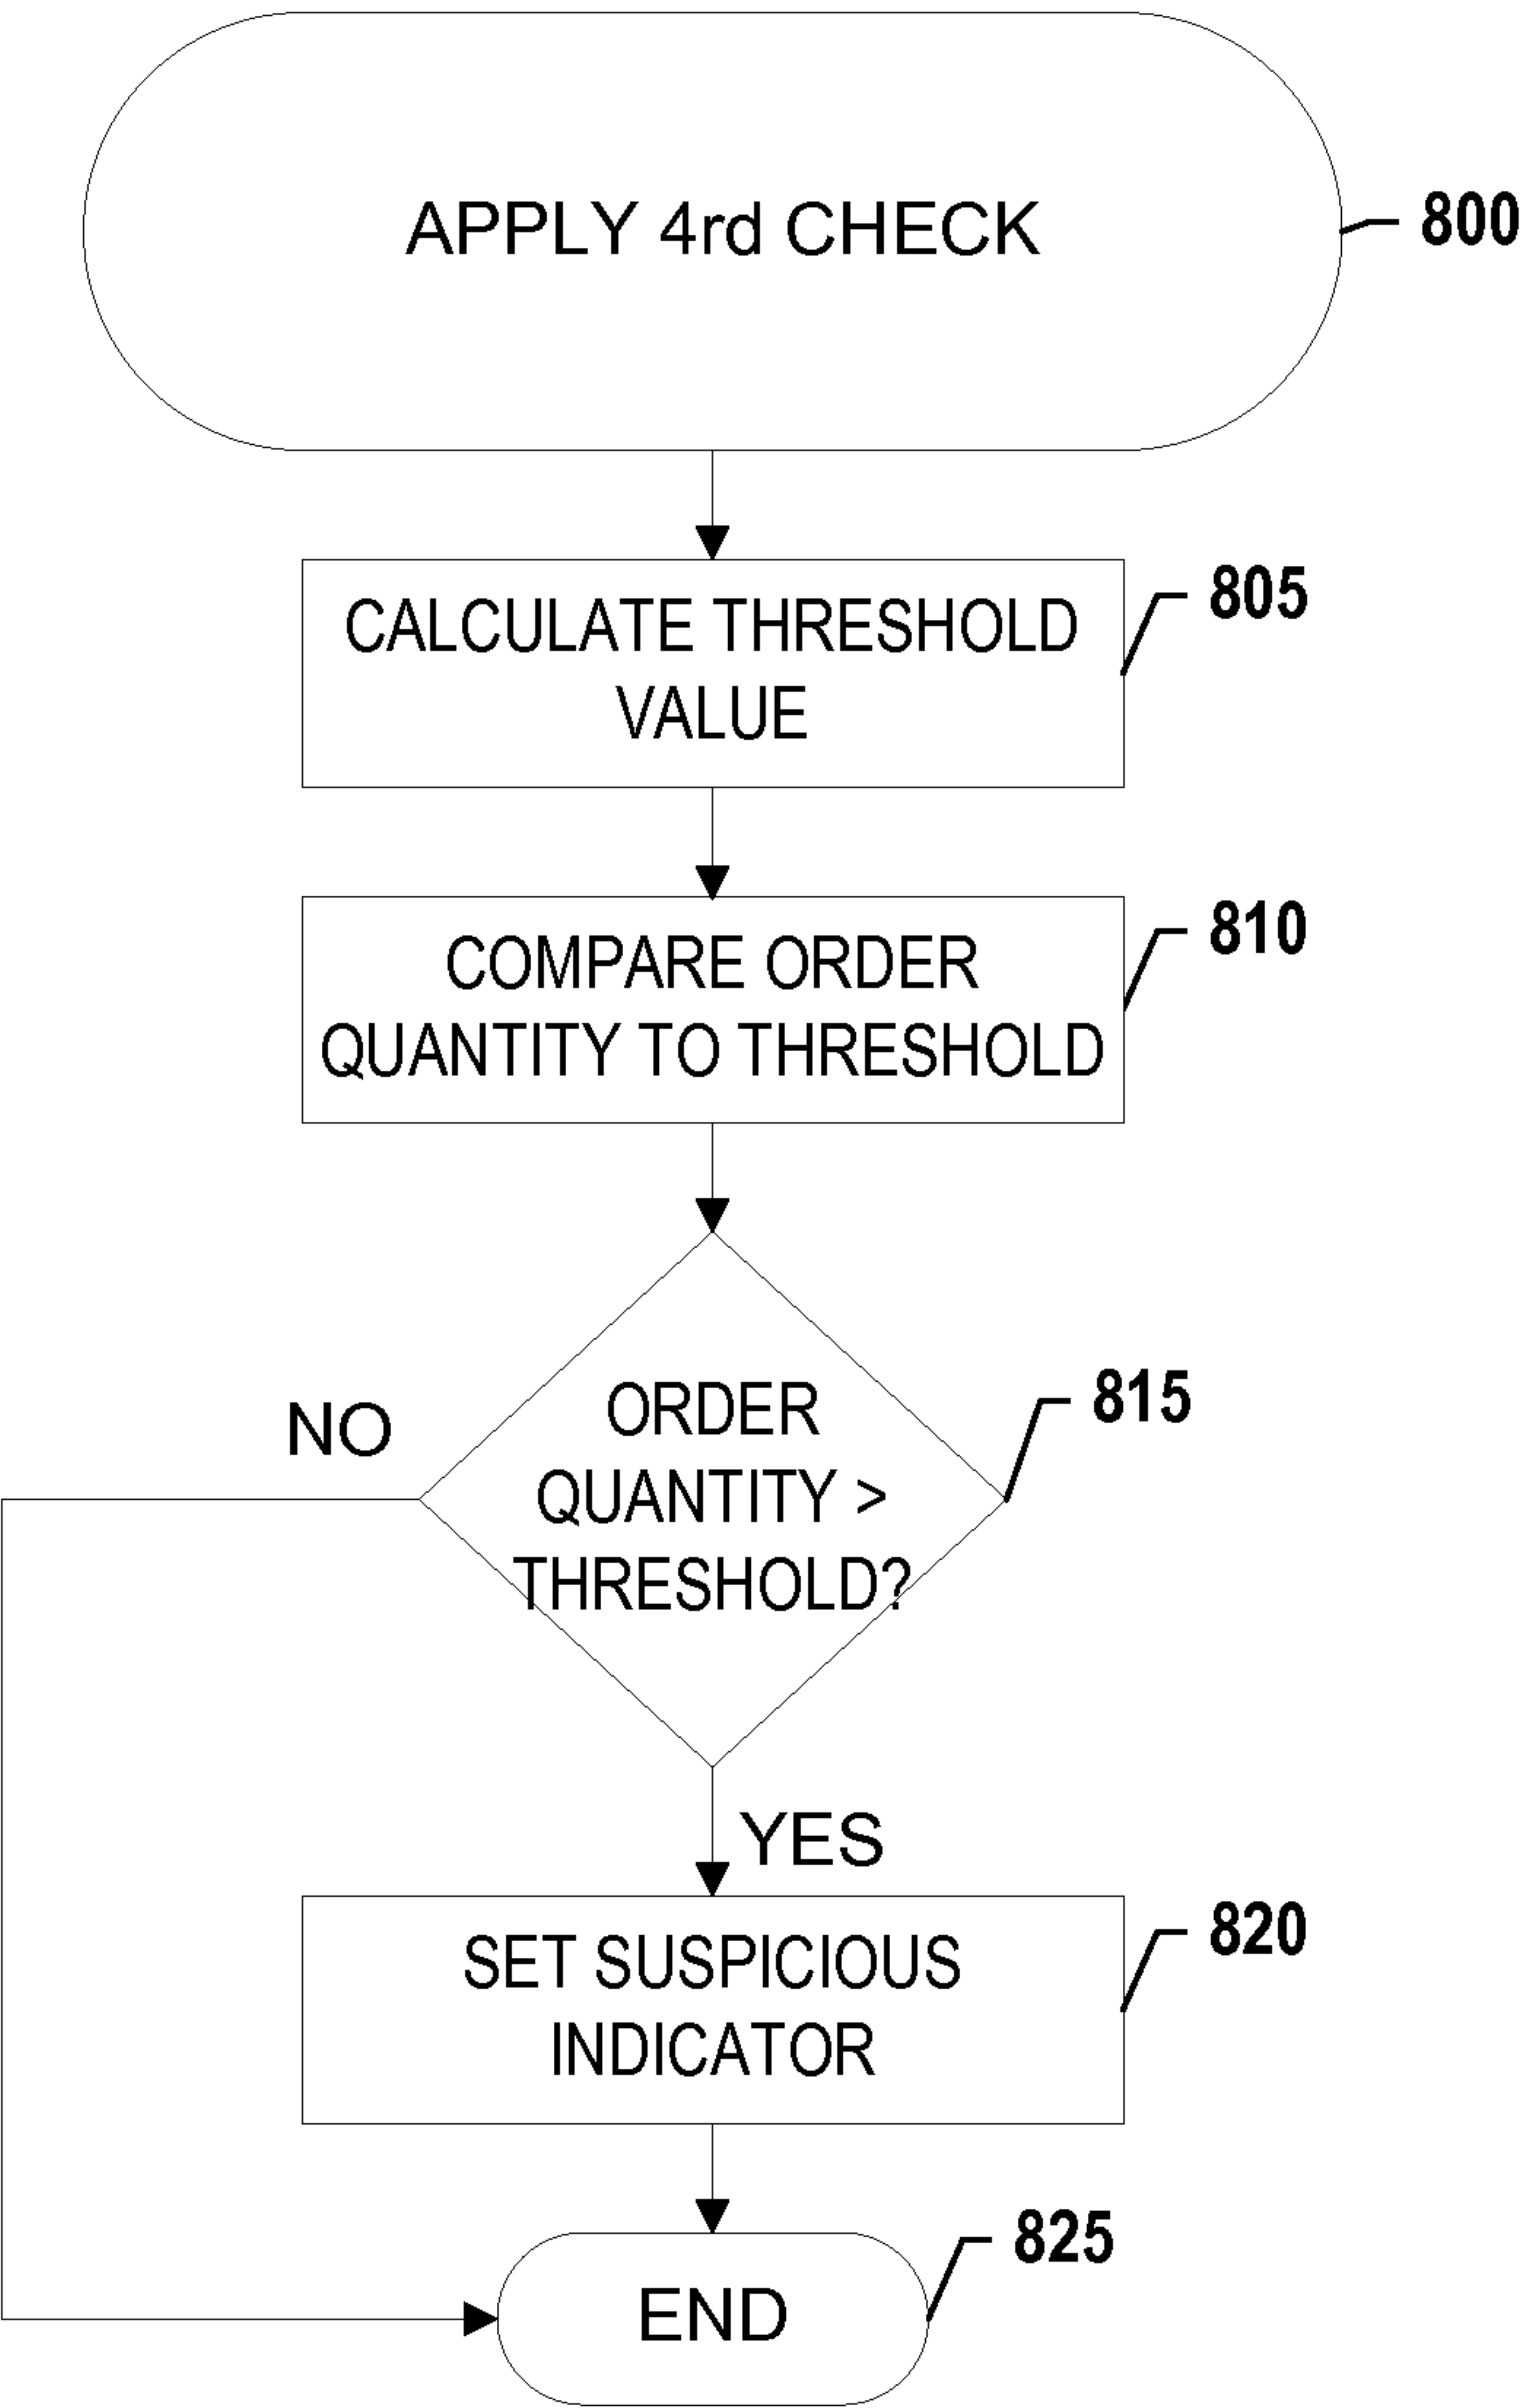 APPLY 4rd CHECK
800
CALCULATE THRESHOLD
VALUE
805
COMPARE ORDER
QUANTITY TO THRESHOLD
810
ORDER
QUANTITY >
THRESHOLD?
815
NO
YES
SET SUSPICIOUS
INDICATOR
820
END
825